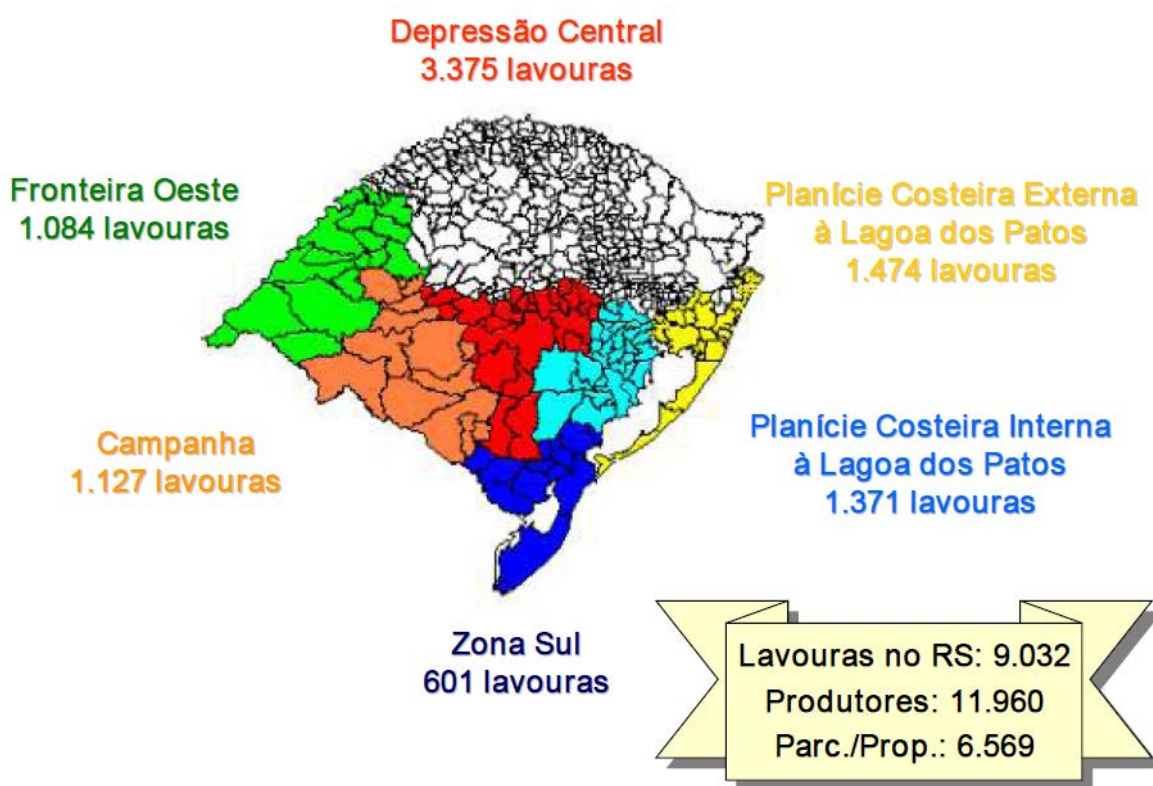 Depressão Central
3.375 lavouras
Fronteira Oeste
1.084 lavouras
Planície Costeira Externa
à Lagoa dos Patos
1.474 lavouras
Campanha
1.127 lavouras
Planície Costeira Interna
à Lagoa dos Patos
1.371 lavouras
Zona Sul
601 lavouras
Lavouras no RS: 9.032
Produtores: 11.960
Parc./Prop.: 6.569